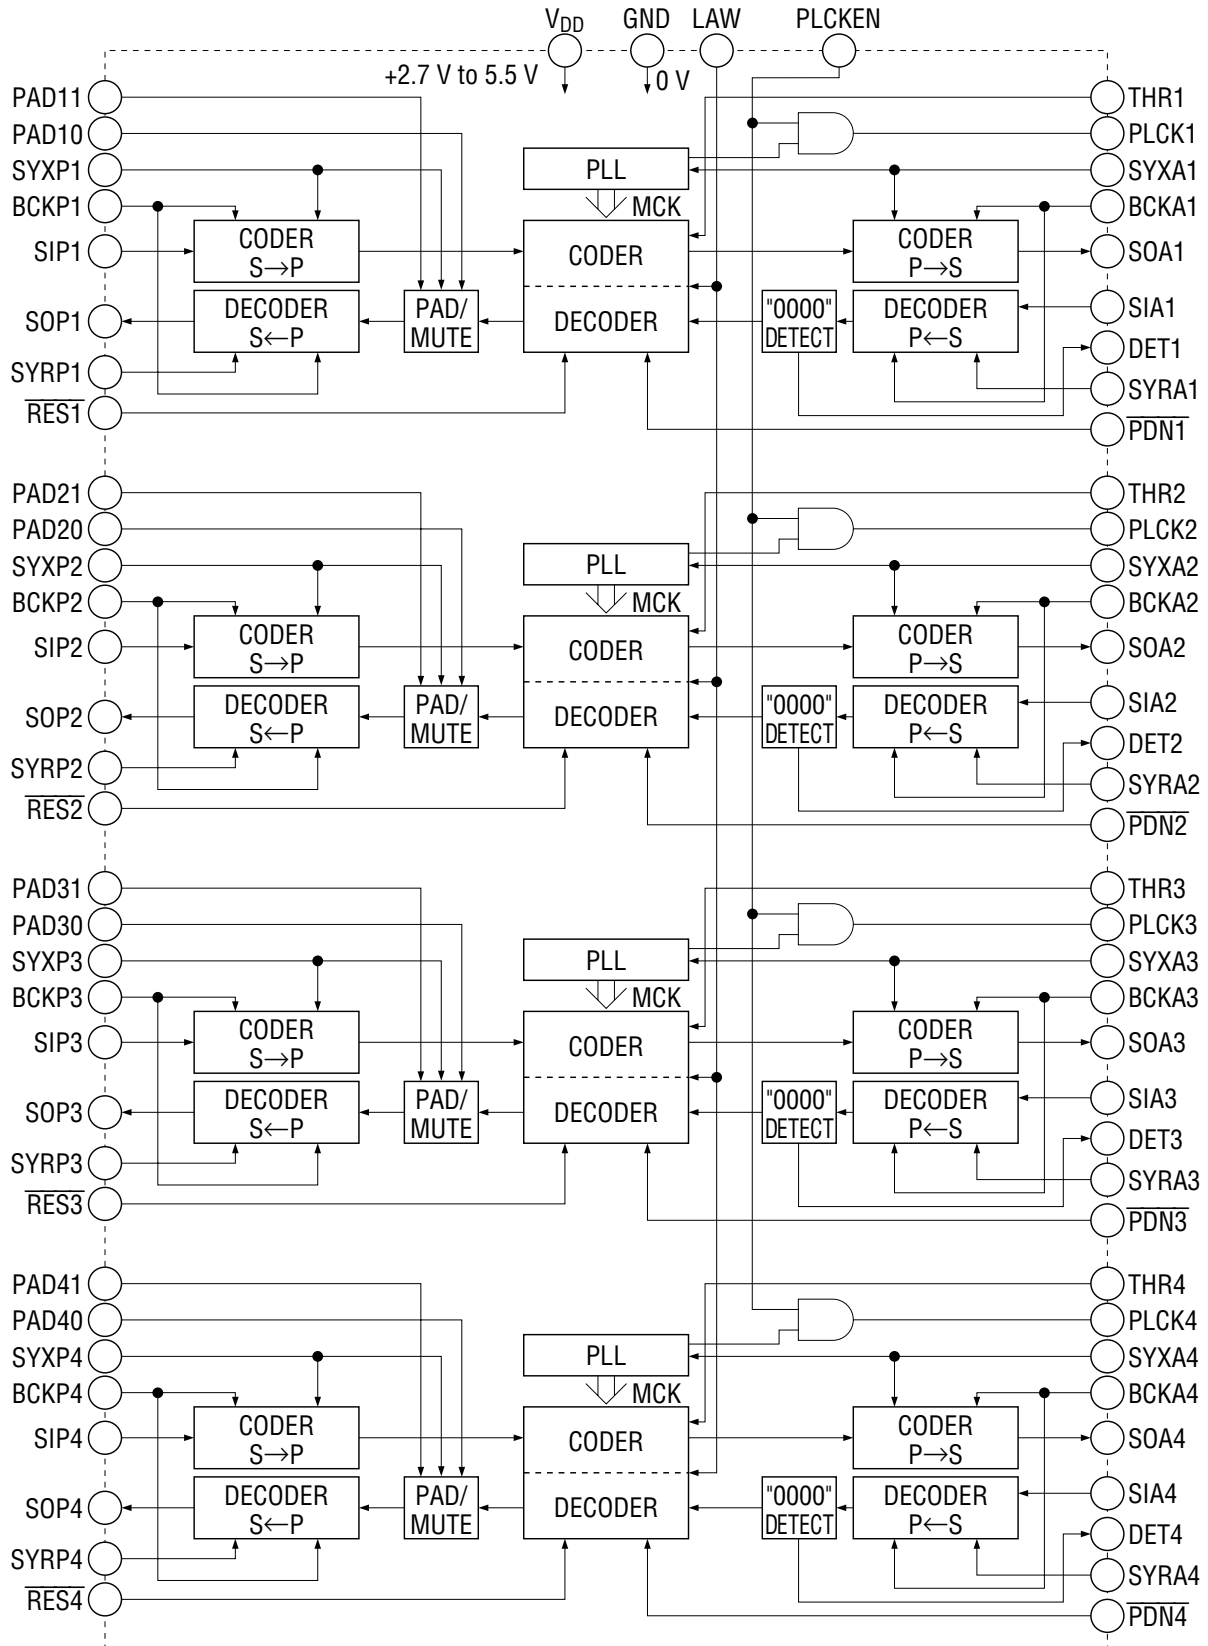 VDD GND LAW PLCKEN
+2.7 V to 5.5 V 0 V
PAD11 THR1
PAD10 PLCK1
SYXP1 PLL SYXA1
BCKP1 MCK BCKA1
SIP1 CODER S→P CODER CODER P→S SOA1
SOP1 DECODER S←P PAD/MUTE DECODER "0000" DETECT DECODER P←S SIA1
DET1
SYRP1 SYRA1
RES1 PDN1
PAD21 THR2
PAD20 PLCK2
SYXP2 PLL SYXA2
BCKP2 MCK BCKA2
SIP2 CODER S→P CODER CODER P→S SOA2
SOP2 DECODER S←P PAD/MUTE DECODER "0000" DETECT DECODER P←S SIA2
DET2
SYRP2 SYRA2
RES2 PDN2
PAD31 THR3
PAD30 PLCK3
SYXP3 PLL SYXA3
BCKP3 MCK BCKA3
SIP3 CODER S→P CODER CODER P→S SOA3
SOP3 DECODER S←P PAD/MUTE DECODER "0000" DETECT DECODER P←S SIA3
DET3
SYRP3 SYRA3
RES3 PDN3
PAD41 THR4
PAD40 PLCK4
SYXP4 PLL SYXA4
BCKP4 MCK BCKA4
SIP4 CODER S→P CODER CODER P→S SOA4
SOP4 DECODER S←P PAD/MUTE DECODER "0000" DETECT DECODER P←S SIA4
DET4
SYRP4 SYRA4
RES4 PDN4